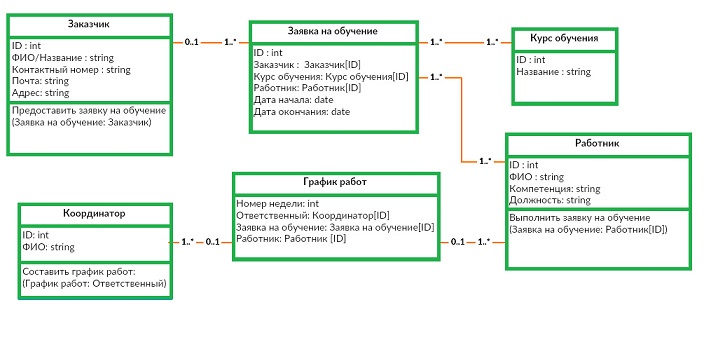 Заказчик
ID : int
ФИО/Название : string
Контактный номер : string
Почта: string
Адрес: string
Предоставить заявку на обучение
(Заявка на обучение: Заказчик)
0..1
1..*
Заявка на обучение
ID : int
Заказчик : Заказчик[ID]
Курс обучения: Курс обучения[ID]
Работник: Работник[ID]
Дата начала: date
Дата окончания: date
1..*
1..*
Курс обучения
ID : int
Название : string
1..*
1..*
Работник
ID : int
ФИО : string
Компетенция: string
Должность: string
Выполнить заявку на обучение
(Заявка на обучение: Работник[ID])
График работ
Номер недели: int
Ответственный: Координатор[ID]
Заявка на обучение: Заявка на обучение[ID]
Работник: Работник [ID]
0..1
1..*
Координатор
ID: int
ФИО: string
Составить график работ:
(График работ: Ответственный)
1..*
0..1